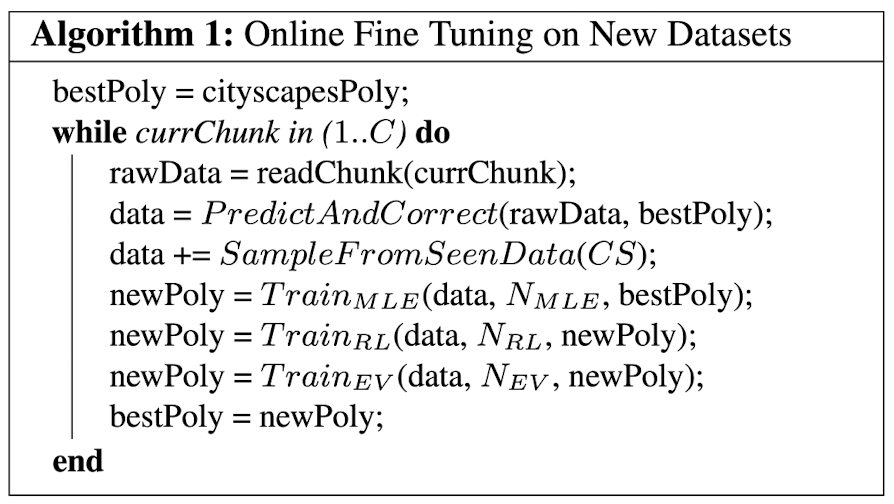 Algorithm 1: Online Fine Tuning on New Datasets
bestPoly = cityscapesPoly;
while currChunk in (1..C) do
rawData = readChunk(currChunk);
data = PredictAndCorrect(rawData, bestPoly);
data += SampleFromSeenData(CS);
newPoly = Train_{MLE}(data, N_{MLE}, bestPoly);
newPoly = Train_{RL}(data, N_{RL}, newPoly);
newPoly = Train_{EV}(data, N_{EV}, newPoly);
bestPoly = newPoly;
end